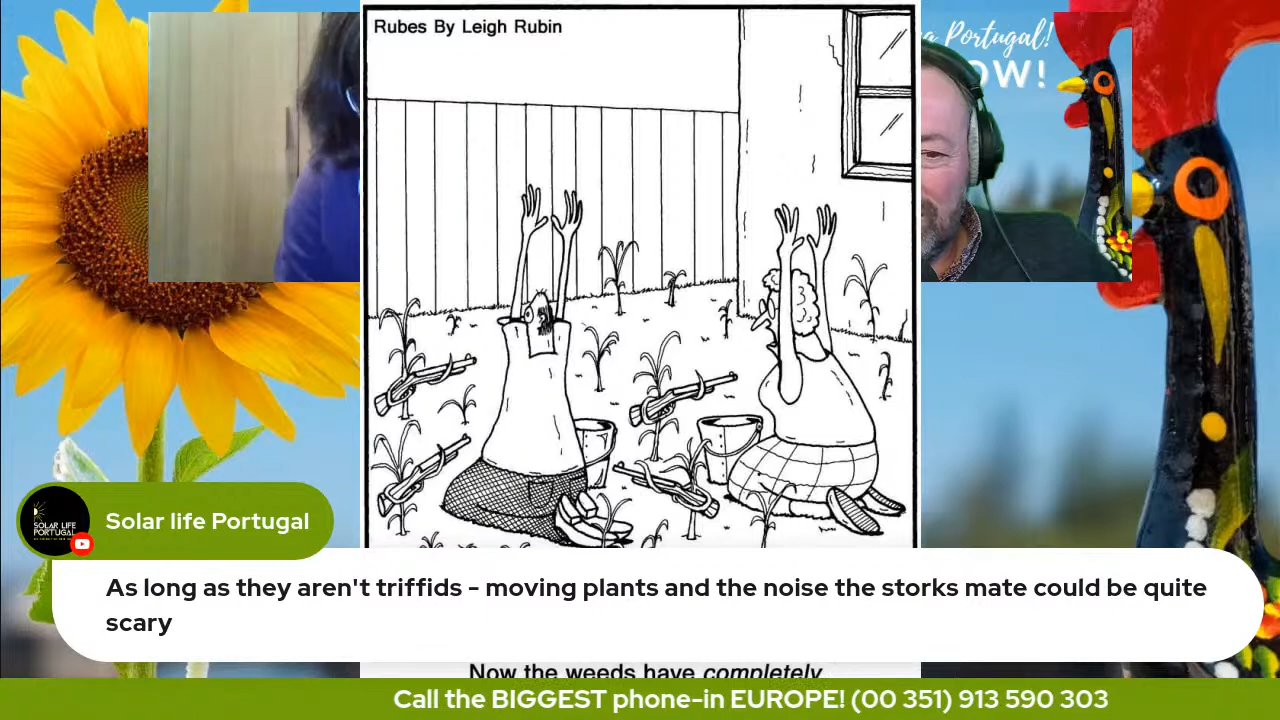 Rubes By Leigh Rubin
Portugal!
OW!
Solar life Portugal
SOLAR LIFE
PORTUGAL
As long as they aren't triffids - moving plants and the noise the storks mate could be quite
scary
Now the weeds have completely
Call the BIGGEST phone-in EUROPE! (00 351) 913 590 303